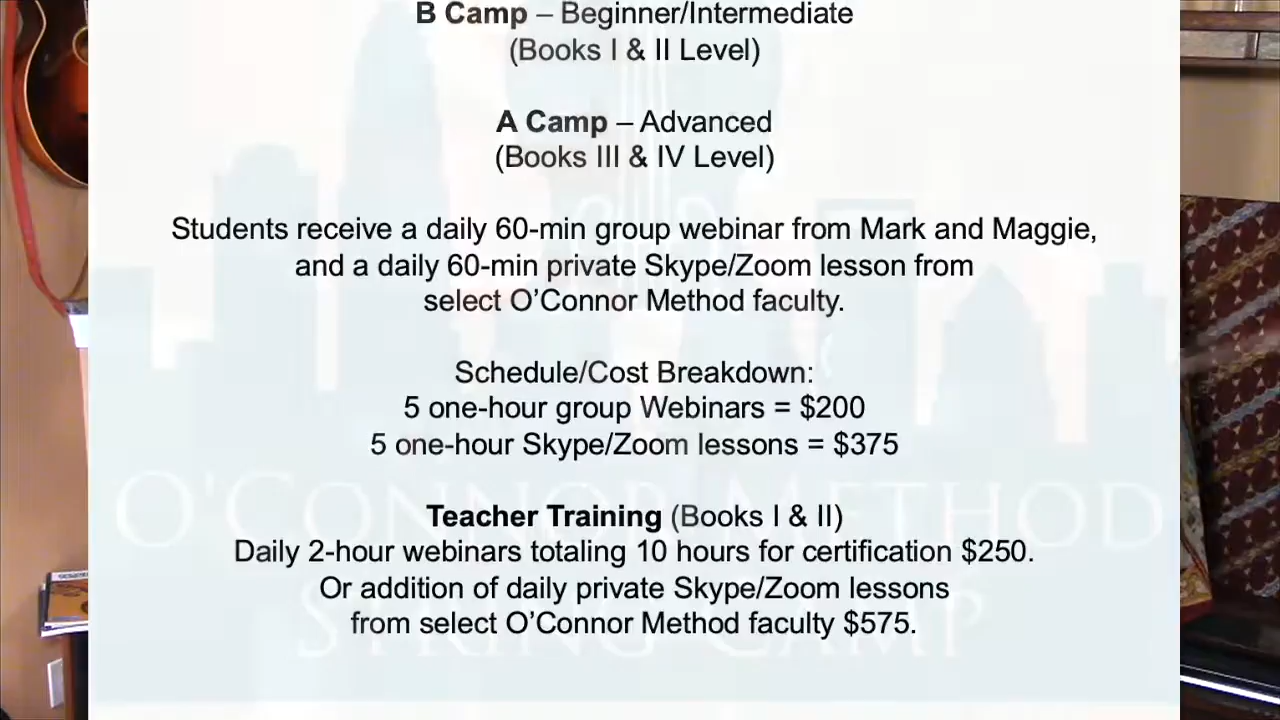 B Camp – Beginner/Intermediate
(Books I & II Level)
A Camp – Advanced
(Books III & IV Level)
Students receive a daily 60-min group webinar from Mark and Maggie,
and a daily 60-min private Skype/Zoom lesson from
select O’Connor Method faculty.
Schedule/Cost Breakdown:
5 one-hour group Webinars = $200
5 one-hour Skype/Zoom lessons = $375
O'CONNOR METHOD
Teacher Training (Books I & II)
Daily 2-hour webinars totaling 10 hours for certification $250.
Or addition of daily private Skype/Zoom lessons
STRING CAMP
from select O’Connor Method faculty $575.